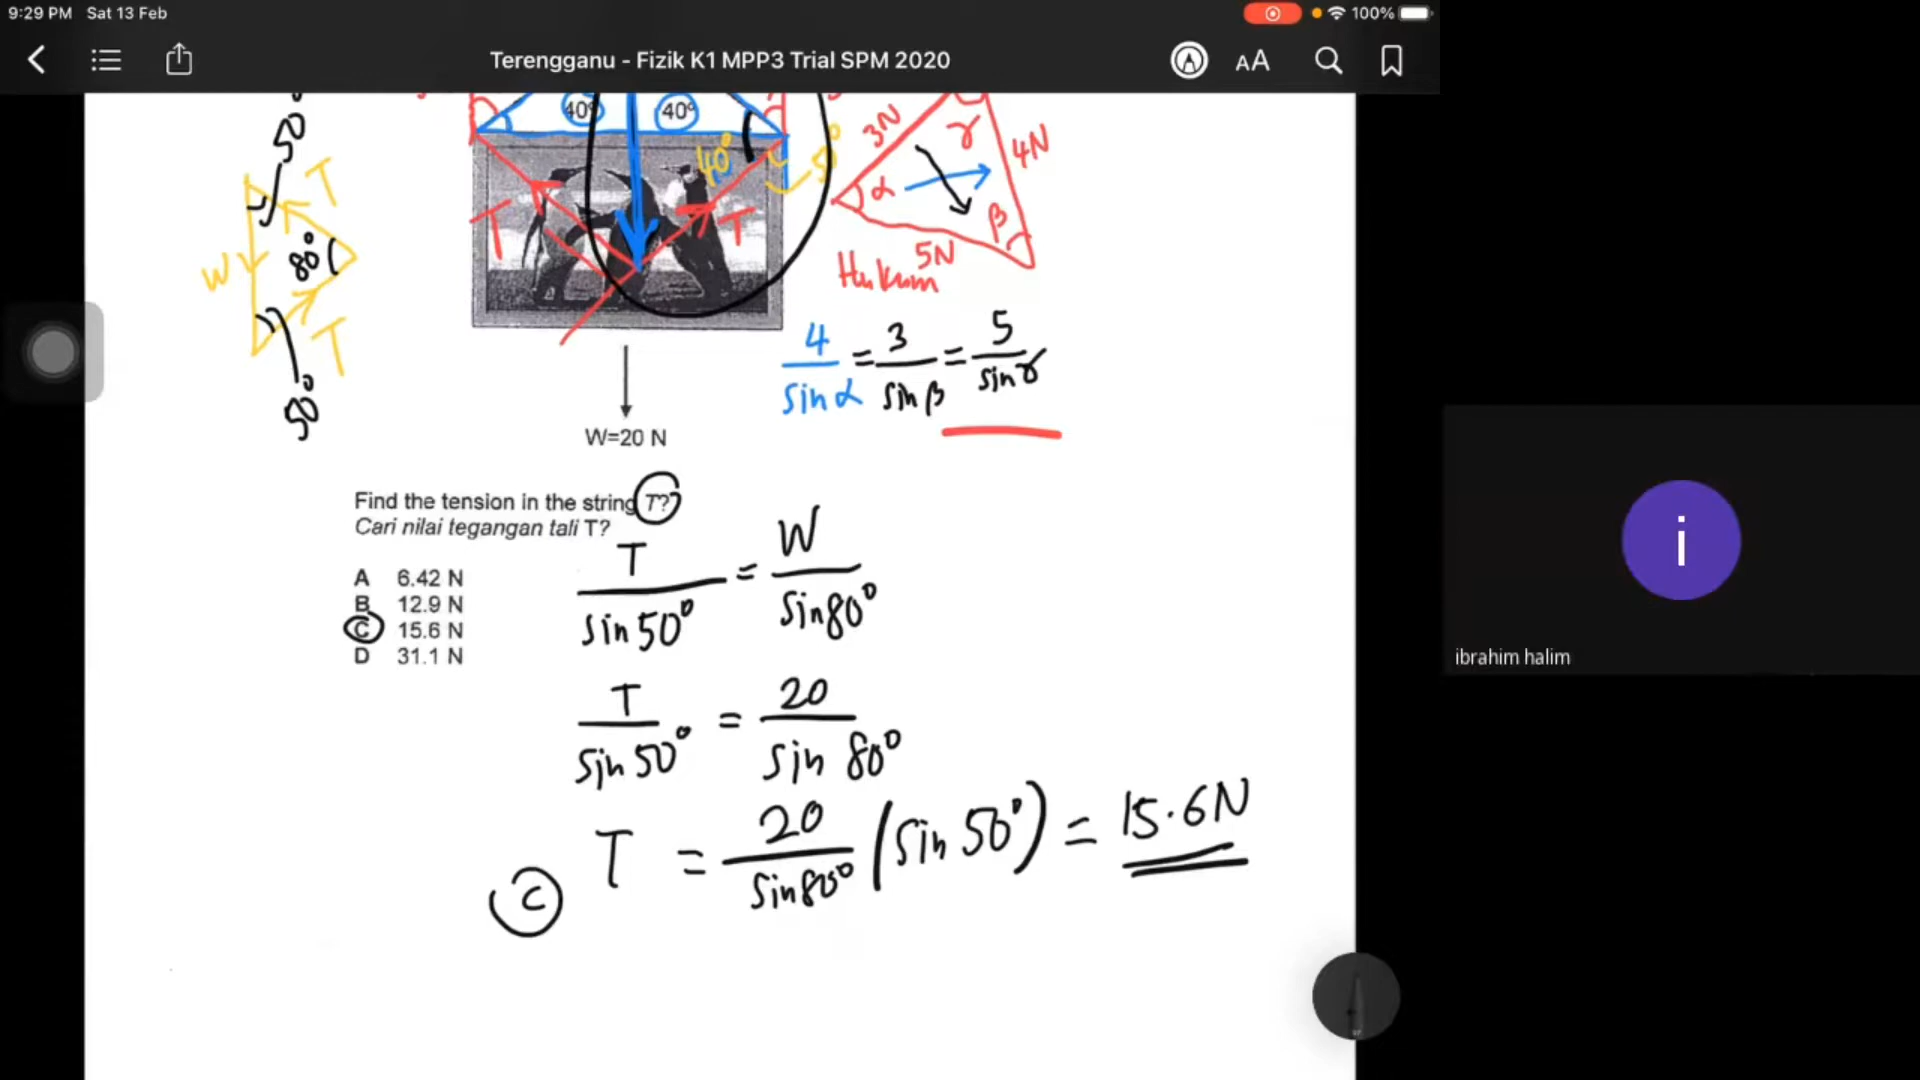 9:29 PM Sat 13 Feb
100%
Terengganu - Fizik K1 MPP3 Trial SPM 2020
AA
50°
T
W
80°
T
50°
40°
40°
40°
T
T
3N
γ
4N
α
β
5N
Hukum
4/sin α = 3/sin β = 5/sin γ
W=20 N
Find the tension in the string T?
Cari nilai tegangan tali T?
A 6.42 N
B 12.9 N
C 15.6 N
D 31.1 N
T/sin 50° = W/sin 80°
T/sin 50° = 20/sin 80°
T = 20/sin 80° (sin 50°) = 15.6N
C
i
ibrahim halim